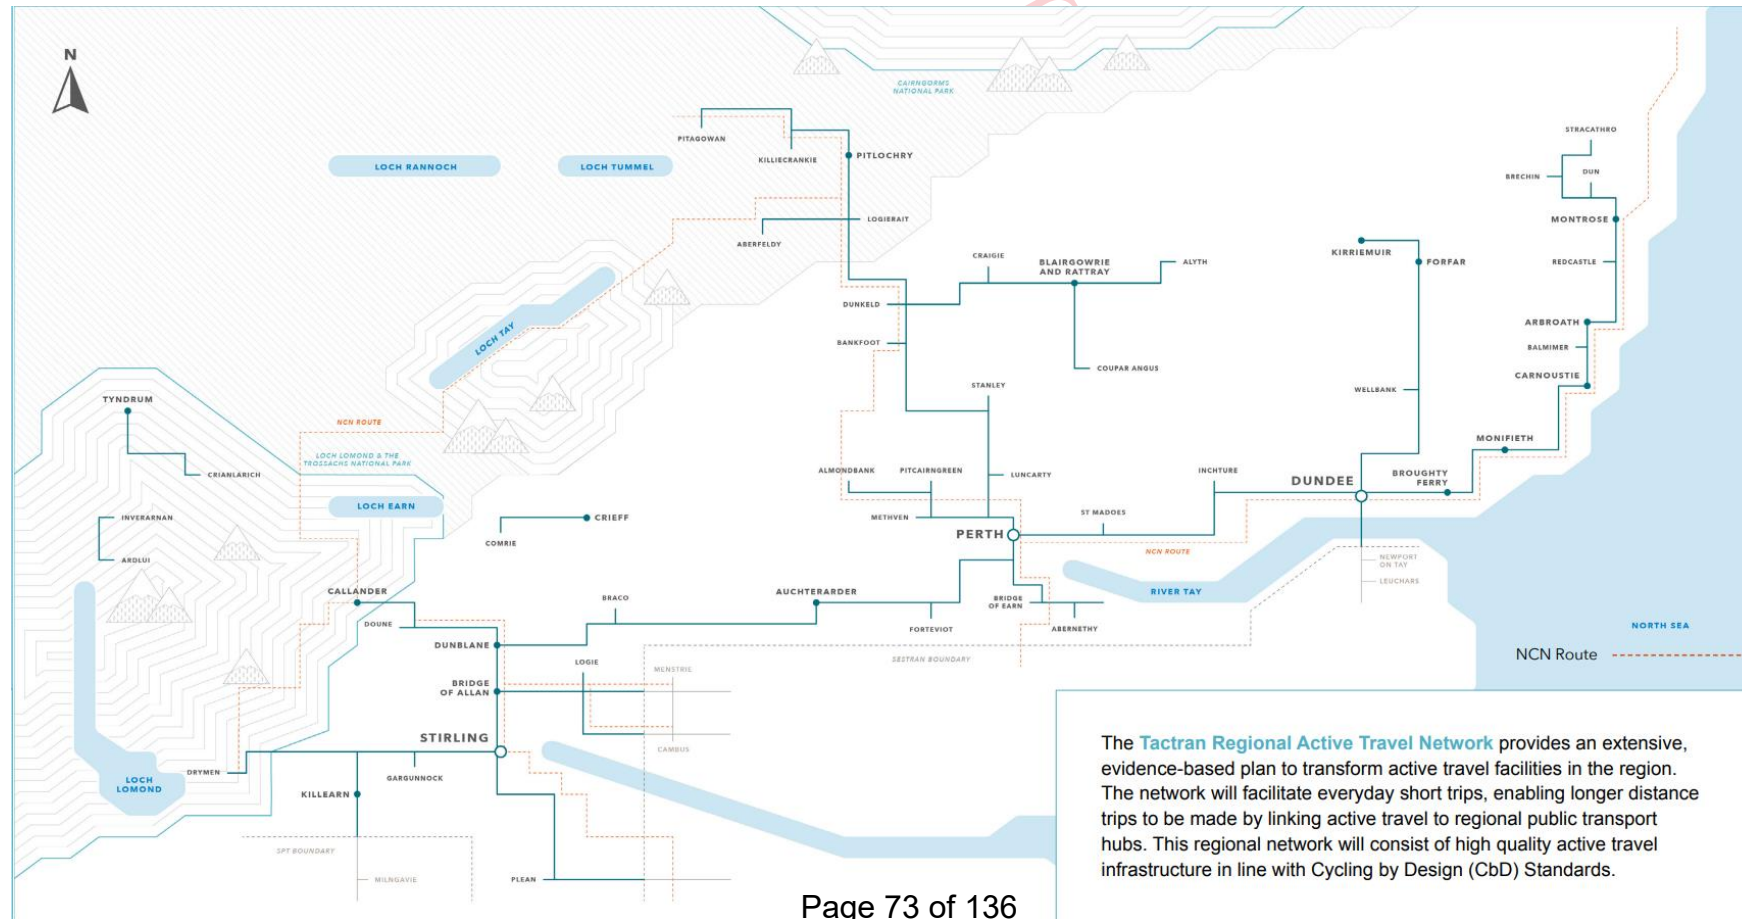 N
CAIRNGORMS
NATIONAL PARK
PITAGOWAN
KILLIECRANKIE
PITLOCHRY
STRACATHRO
LOCH RANNOCH
LOCH TUMMEL
BRECHIN
DUN
MONTROSE
LOGIERAIT
ABERFELDY
CRAIGIE
BLAIRGOWRIE
AND RATTRAY
ALYTH
KIRRIEMUIR
FORFAR
REDCASTLE
DUNKELD
ARBROATH
LOCH TAY
BANKFOOT
BALMIMER
COUPAR ANGUS
CARNOUSTIE
STANLEY
WELLBANK
TYNDRUM
NCN ROUTE
MONIFIETH
LOCH LOMOND & THE
TROSSACHS NATIONAL PARK
CRIANLARICH
ALMONDBANK
PITCAIRNGREEN
LUNCARTY
INCHTURE
DUNDEE
BROUGHTY
FERRY
LOCH EARN
INVERARNAN
CRIEFF
METHVEN
ST MADOES
PERTH
COMRIE
NCN ROUTE
ARDLUI
NEWPORT
ON TAY
LEUCHARS
CALLANDER
BRACO
AUCHTERARDER
BRIDGE
OF EARN
RIVER TAY
DOUNE
FORTEVIOT
ABERNETHY
NORTH SEA
DUNBLANE
LOGIE
SESTRAN BOUNDARY
NCN Route
MENSTRIE
BRIDGE
OF ALLAN
STIRLING
CAMBUS
DRYMEN
GARGUNNOCK
LOCH
LOMOND
KILLEARN
SPT BOUNDARY
MILNGAVIE
PLEAN
The Tactran Regional Active Travel Network provides an extensive,
evidence-based plan to transform active travel facilities in the region.
The network will facilitate everyday short trips, enabling longer distance
trips to be made by linking active travel to regional public transport
hubs. This regional network will consist of high quality active travel
infrastructure in line with Cycling by Design (CbD) Standards.
Page 73 of 136